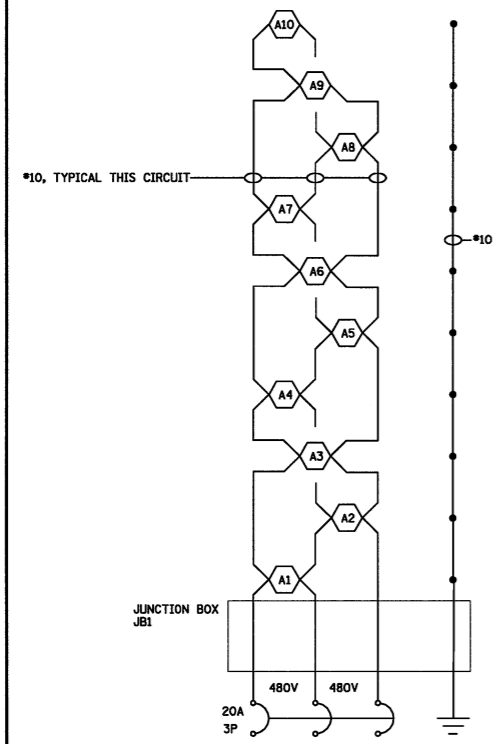 A10
A9
A8
*10, TYPICAL THIS CIRCUIT
A7
*10
A6
A5
A4
A3
A2
A1
JUNCTION BOX
JB1
480V 480V
20A
3P